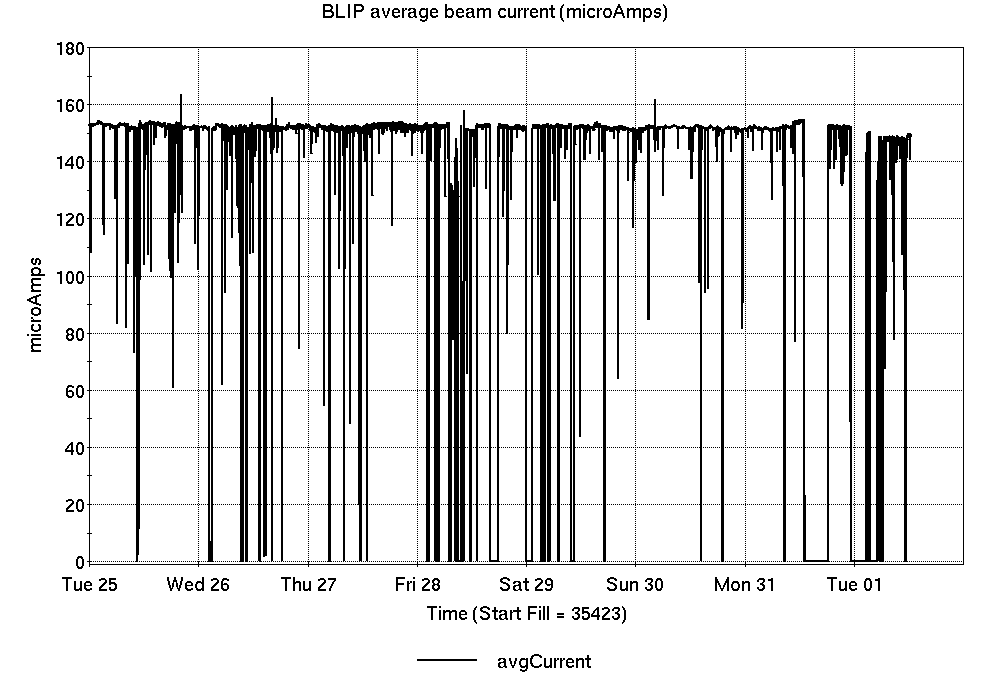 BLIP average beam current (microAmps)
180
160
140
120
100
80
60
40
20
0
microAmps
Tue 25 Wed 26 Thu 27 Fri 28 Sat 29 Sun 30 Mon 31 Tue 01
Time (Start Fill = 35423)
avgCurrent